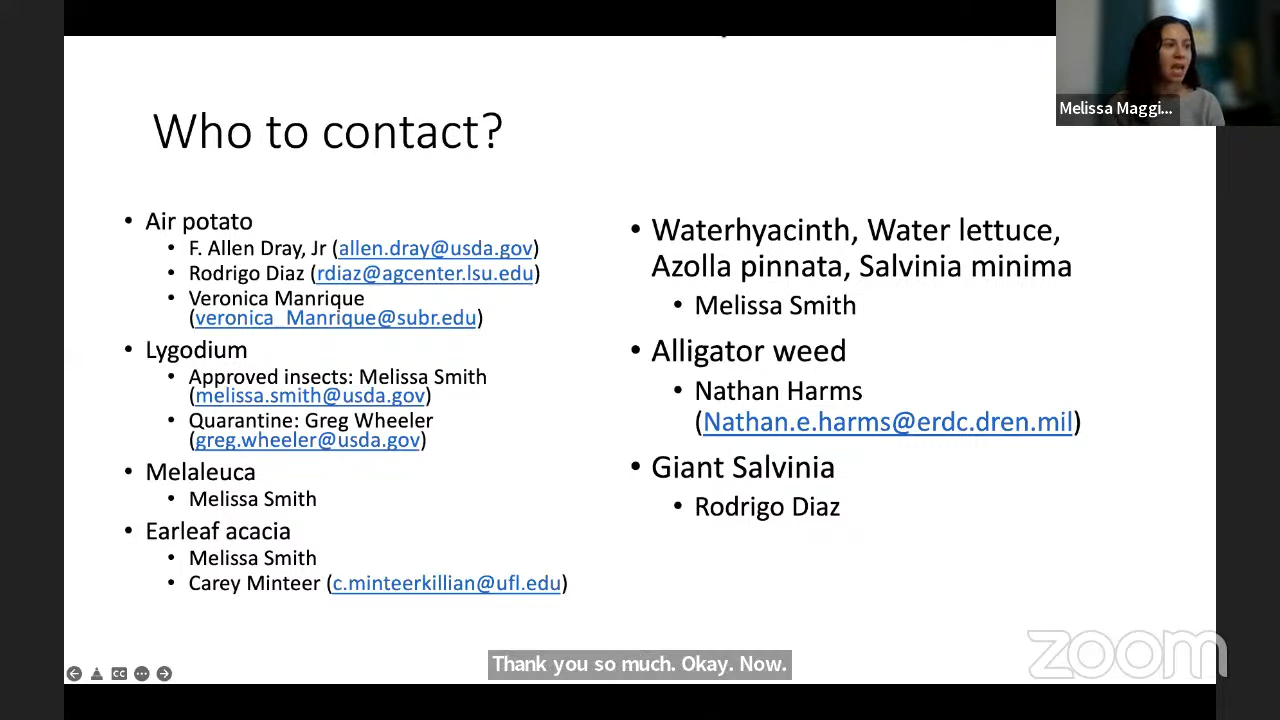 Melissa Maggi...
Who to contact?
• Air potato
• F. Allen Dray, Jr (allen.dray@usda.gov)
• Rodrigo Diaz (rdiaz@agcenter.lsu.edu)
• Veronica Manrique
(veronica_Manrique@subr.edu)
• Lygodium
• Approved insects: Melissa Smith
(melissa.smith@usda.gov)
• Quarantine: Greg Wheeler
(greg.wheeler@usda.gov)
• Melaleuca
• Melissa Smith
• Earleaf acacia
• Melissa Smith
• Carey Minteer (c.minteerkillian@ufl.edu)
• Waterhyacinth, Water lettuce,
Azolla pinnata, Salvinia minima
• Melissa Smith
• Alligator weed
• Nathan Harms
(Nathan.e.harms@erdc.dren.mil)
• Giant Salvinia
• Rodrigo Diaz
CC
Thank you so much. Okay. Now.
zoom